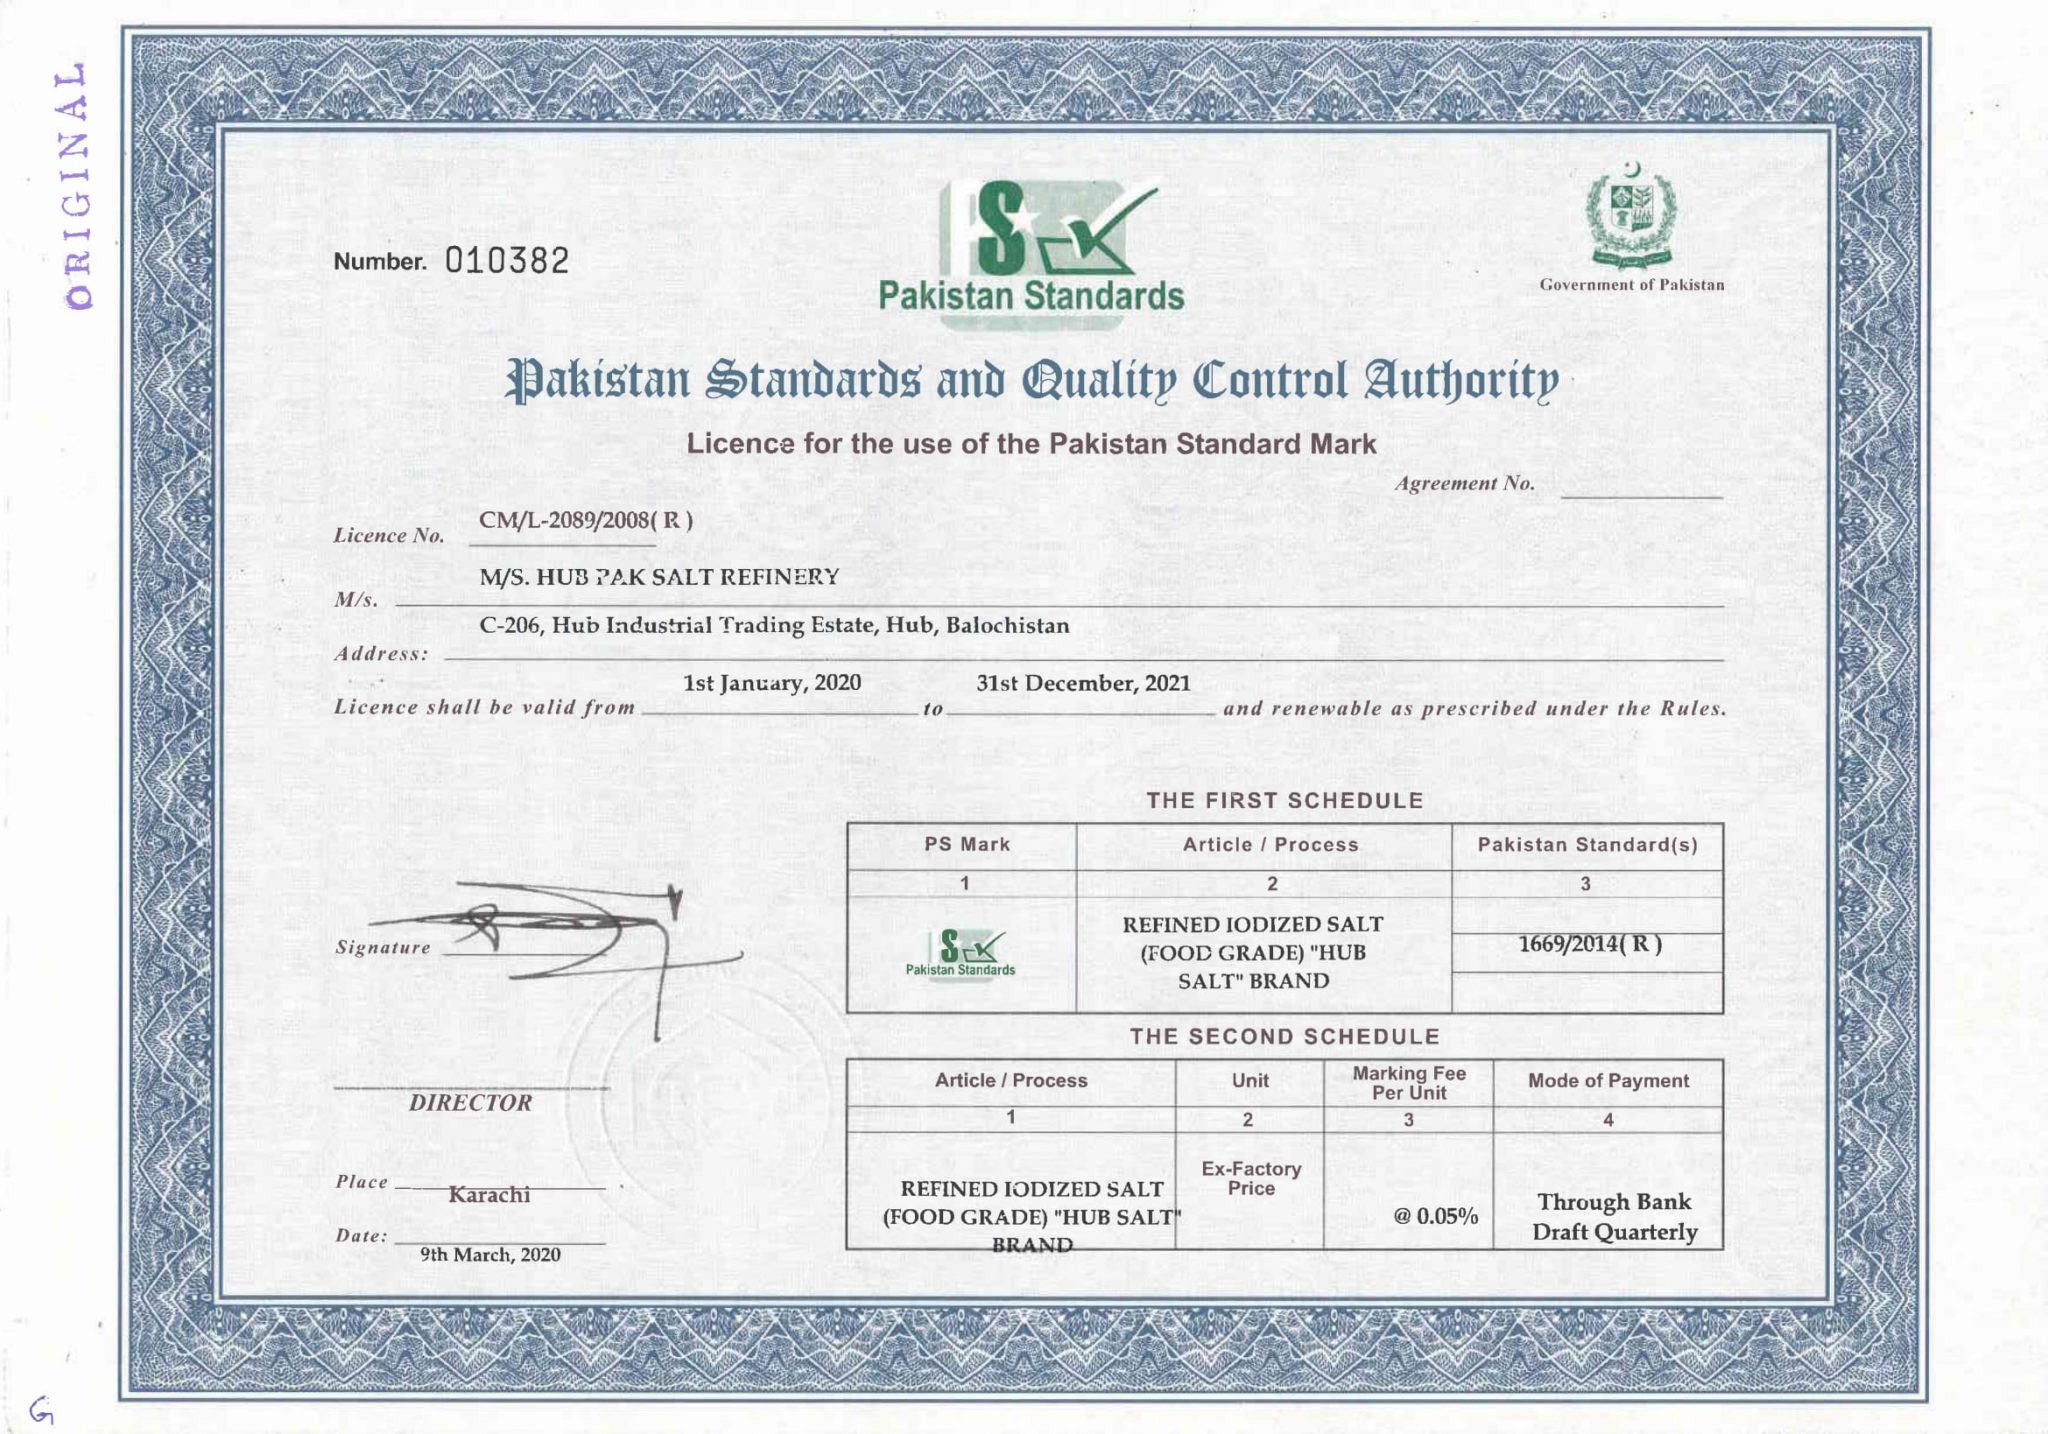 ORIGINAL
Number. 010382
PS
Pakistan Standards
Government of Pakistan
Pakistan Standards and Quality Control Authority
Licence for the use of the Pakistan Standard Mark
Agreement No.
Licence No. CM/L-2089/2008( R )
M/s. M/S. HUB PAK SALT REFINERY
Address: C-206, Hub Industrial Trading Estate, Hub, Balochistan
Licence shall be valid from 1st January, 2020 to 31st December, 2021 and renewable as prescribed under the Rules.
THE FIRST SCHEDULE
PS Mark Article / Process Pakistan Standard(s)
1 2 3
PS
Pakistan Standards
REFINED IODIZED SALT
(FOOD GRADE) "HUB
SALT" BRAND
1669/2014( R )
Signature
DIRECTOR
Place Karachi
Date: 9th March, 2020
THE SECOND SCHEDULE
Article / Process Unit Marking Fee Per Unit Mode of Payment
1 2 3 4
REFINED IODIZED SALT
(FOOD GRADE) "HUB SALT"
BRAND
Ex-Factory
Price
@ 0.05%
Through Bank
Draft Quarterly
G